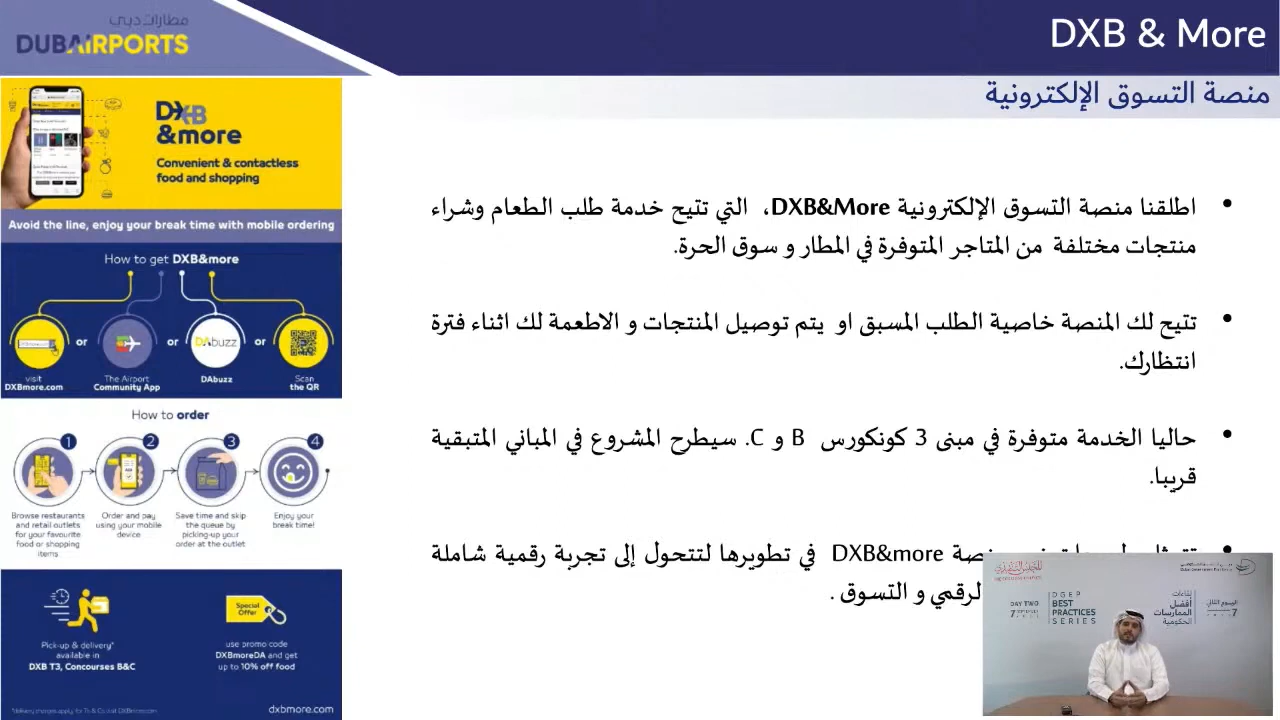 مطارات دبي
DUBAIRPORTS
DXB & More
منصة التسوق الإلكترونية
DXB
&more
Convenient & contactless
food and shopping
Avoid the line, enjoy your break time with mobile ordering
How to get DXB&more
or
or
or
visit
DXBmore.com
The Airport
Community App
DAbuzz
DAbuzz
Scan
the QR
How to order
1
2
3
4
Browse restaurants
and retail outlets
for your favourite
food or shopping
items
Order and pay
using your mobile
device
Save time and skip
the queue by
picking-up your
order at the outlet
Enjoy your
break time!
Pick-up & delivery*
available in
DXB T3, Concourses B&C
Special
Offer
use promo code
DXBmoreDA and get
up to 10% off food
dxbmore.com
• اطلقنا منصة التسوق الإلكترونية DXB&More، التي تتيح خدمة طلب الطعام وشراء
منتجات مختلفة من المتاجر المتوفرة في المطار و سوق الحرة.
• تتيح لك المنصة خاصية الطلب المسبق او يتم توصيل المنتجات و الاطعمة لك اثناء فترة
انتظارك.
• حاليا الخدمة متوفرة في مبنى 3 كونكورس B و C. سيطرح المشروع في المباني المتبقية
قريبا.
DXB&more في تطويرها لتتحول إلى تجربة رقمية شاملة
و التسوق .
DAY TWO
7
DGEP
BEST
PRACTICES
SERIES
لقاءات
أفضل
الممارسات
الحكومية
اليوم الثاني
7